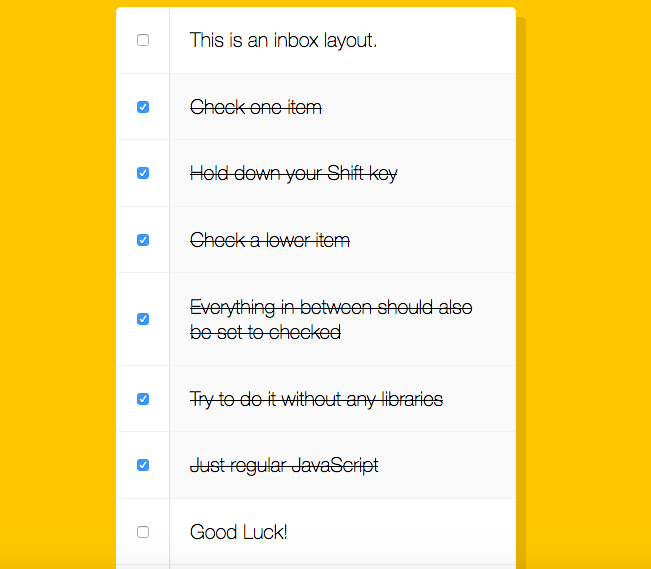 This is an inbox layout.
Check one item
Hold down your Shift key
Check a lower item
Everything in between should also
be set to checked
Try to do it without any libraries
Just regular JavaScript
Good Luck!